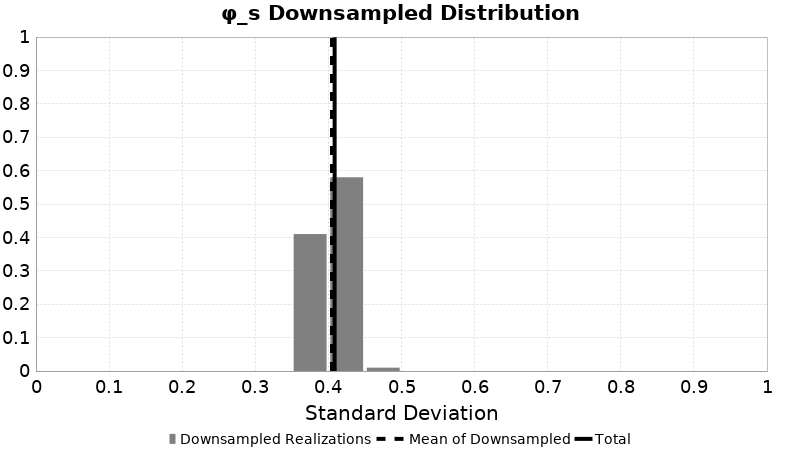 φ_s Downsampled Distribution
1
0.9
0.8
0.7
0.6
0.5
0.4
0.3
0.2
0.1
0
0 0.1 0.2 0.3 0.4 0.5 0.6 0.7 0.8 0.9 1
Standard Deviation
Downsampled Realizations Mean of Downsampled Total